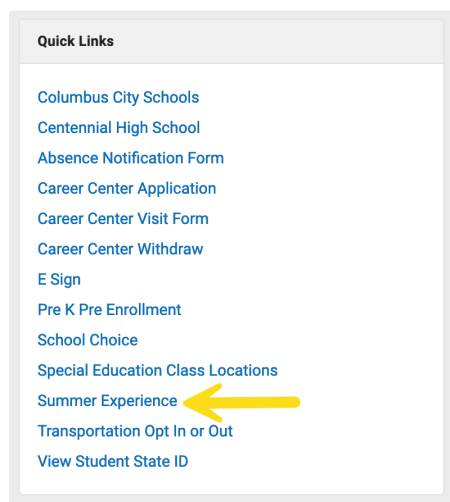 Quick Links
Columbus City Schools
Centennial High School
Absence Notification Form
Career Center Application
Career Center Visit Form
Career Center Withdraw
E Sign
Pre K Pre Enrollment
School Choice
Special Education Class Locations
Summer Experience
Transportation Opt In or Out
View Student State ID